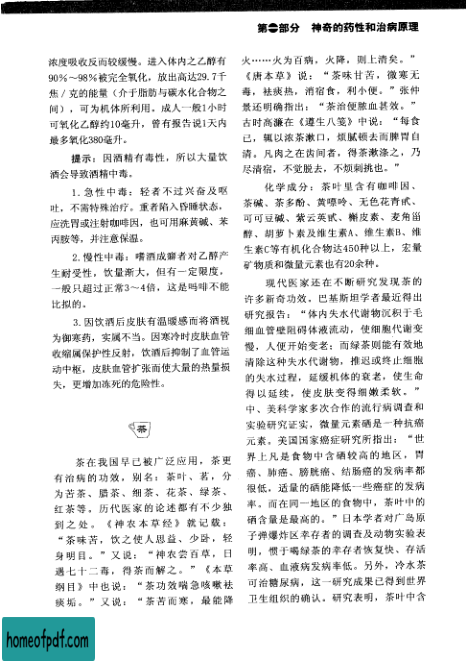 第二部分 神奇的药性和治病原理
浓度吸收反而较缓慢。进入体内之乙醇有
90%～98%被完全氧化，放出高达29.7千
焦／克的能量（介于脂肪与碳水化合物之
间），可为机体所利用。成人一般1小时
可氧化乙醇约10毫升，曾有报告说1天内
最多氧化380毫升。
提示：因酒精有毒性，所以大量饮
酒会导致酒精中毒。
1.急性中毒：轻者不过兴奋及呕
吐，不需特殊治疗。重者陷入昏睡状态，
应洗胃或注射咖啡因，也可用麻黄碱、苯
丙胺等，并注意保温。
2.慢性中毒：嗜酒成癖者对乙醇产
生耐受性，饮量渐大，但有一定限度，
一般只超过正常3～4倍，这是吗啡不能
比拟的。
3.因饮酒后皮肤有温暖感而将酒视
为御寒药，实属不当。因寒冷时皮肤血管
收缩属保护性反射，饮酒后抑制了血管运
动中枢，皮肤血管扩张而使大量的热量损
失，更增加冻死的危险性。
茶
茶在我国早已被广泛应用，茶更
有治病的功效，别名：茶叶、茗，分
为苦茶、腊茶、细茶、花茶、绿茶、
红茶等，历代医家的论述都有不少独
到之处。《神农本草经》就记载：
“茶味苦，饮之使人思益、少卧，轻
身明目。”又说：“神农尝百草，日
遇七十二毒，得茶而解之。”《本草
纲目》中也说：“茶功效喘急咳嗽祛
痰垢。”又说：“茶苦而寒，最能降
火……火为百病，火降，则上清矣。”
《唐本草》说：“茶味甘苦，微寒无
毒，祛痰热，消宿食，利小便。”张仲
景还明确指出：“茶治便脓血甚效。”
古时高濂在《遵生八笺》中说：“每食
已，辄以浓茶漱口，烦腻顿去而脾胃自
清。凡肉之在齿间者，得茶漱涤之，乃
尽清宿，不觉脱去，不烦刺挑也。”
化学成分：茶叶里含有咖啡因、
茶碱、茶多酚、黄嘌呤、无色花青甙、
可可豆碱、紫云英甙、槲皮素、麦角甾
醇、胡萝卜素及维生素A、维生素B、维
生素C等有机化合物达450种以上，宏量
矿物质和微量元素也有20余种。
现代医家还在不断研究发现茶的
许多新奇功效。巴基斯坦学者最近得出
研究报告：“体内失水代谢物沉积于毛
细血管壁阻碍体液流动，使细胞代谢变
慢，人便开始变老；而绿茶则能有效地
清除这种失水代谢物，推迟或终止细胞
的失水过程，延缓机体的衰老，使生命
得以延续，使皮肤变得细嫩柔软。”
中、美科学家多次合作的流行病调查和
实验研究证实，微量元素硒是一种抗癌
元素。美国国家癌症研究所指出：“世
界上凡是食物中含硒较高的地区，胃
癌、肺癌、膀胱癌、结肠癌的发病率都
很低，适量的硒能降低一些癌症的发病
率。而在同一地区的食物中，茶叶中的
硒含量是最高的。”日本学者对广岛原
子弹爆炸区幸存者的调查及动物实验表
明，惯于喝绿茶的幸存者恢复快、存活
率高、血液病发病率低。另外，冷水茶
可治糖尿病，这一研究成果已得到世界
卫生组织的确认。研究表明，茶叶中含
homeofpdf.com